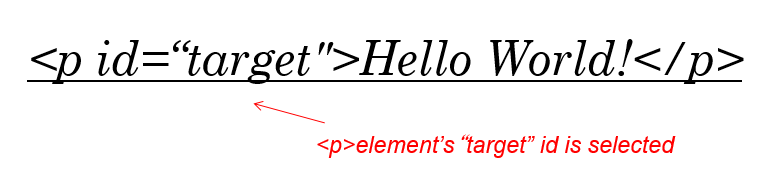 <p id=“target">Hello World!</p>
<p>element’s “target” id is selected